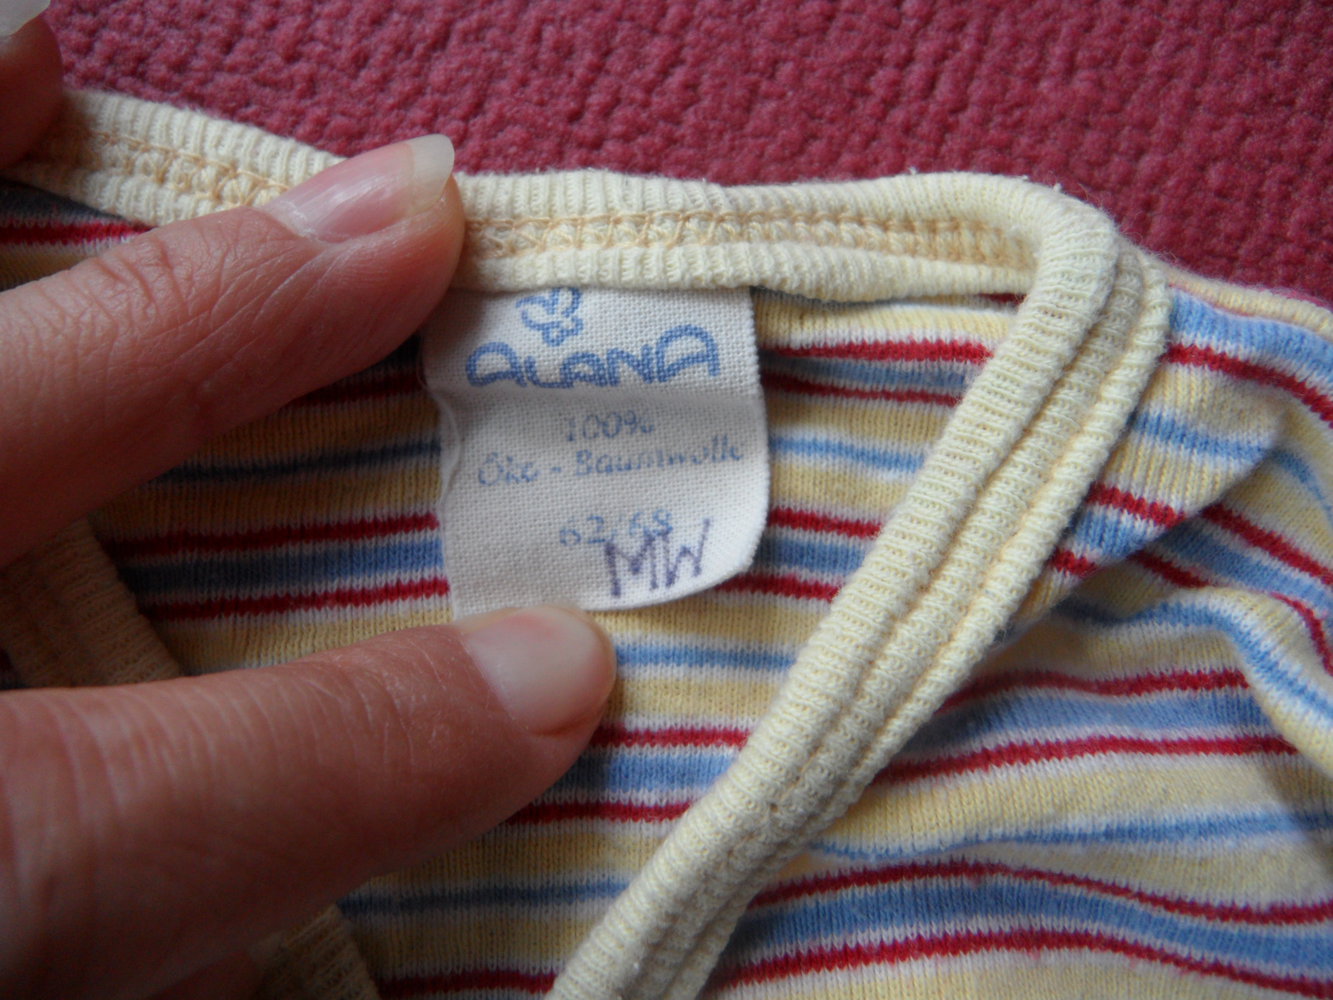 ALANA
100%
Öko - Baumwolle
62/68
MW